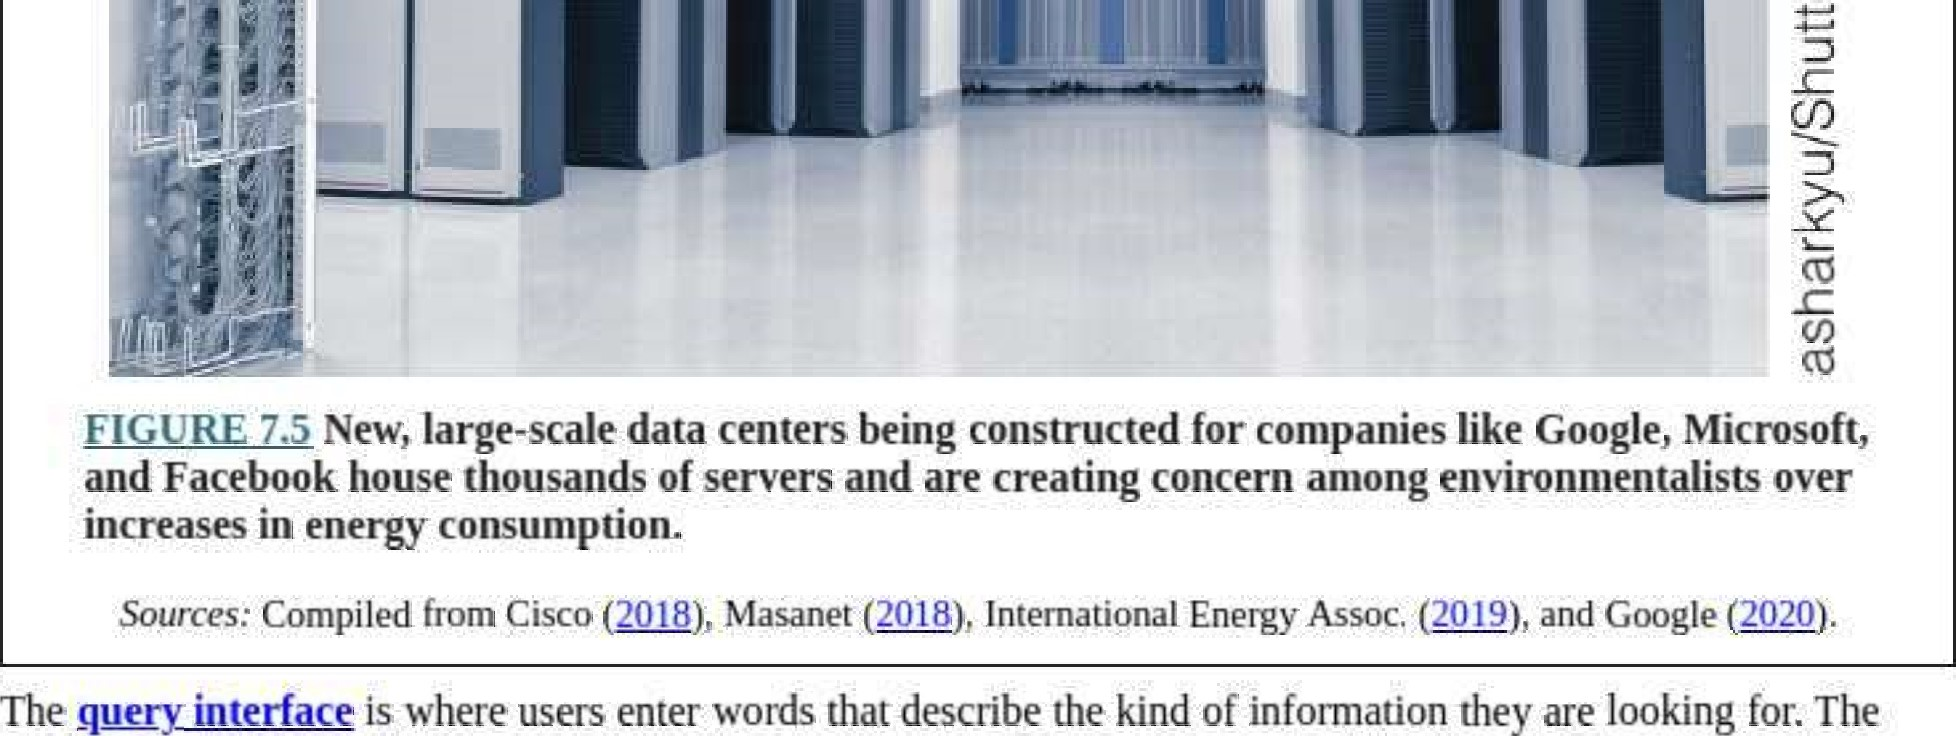 asharkyu/Shutt
FIGURE 7.5 New, large-scale data centers being constructed for companies like Google, Microsoft,
and Facebook house thousands of servers and are creating concern among environmentalists over
increases in energy consumption.
Sources: Compiled from Cisco (2018), Masanet (2018), International Energy Assoc. (2019), and Google (2020).
The query interface is where users enter words that describe the kind of information they are looking for. The